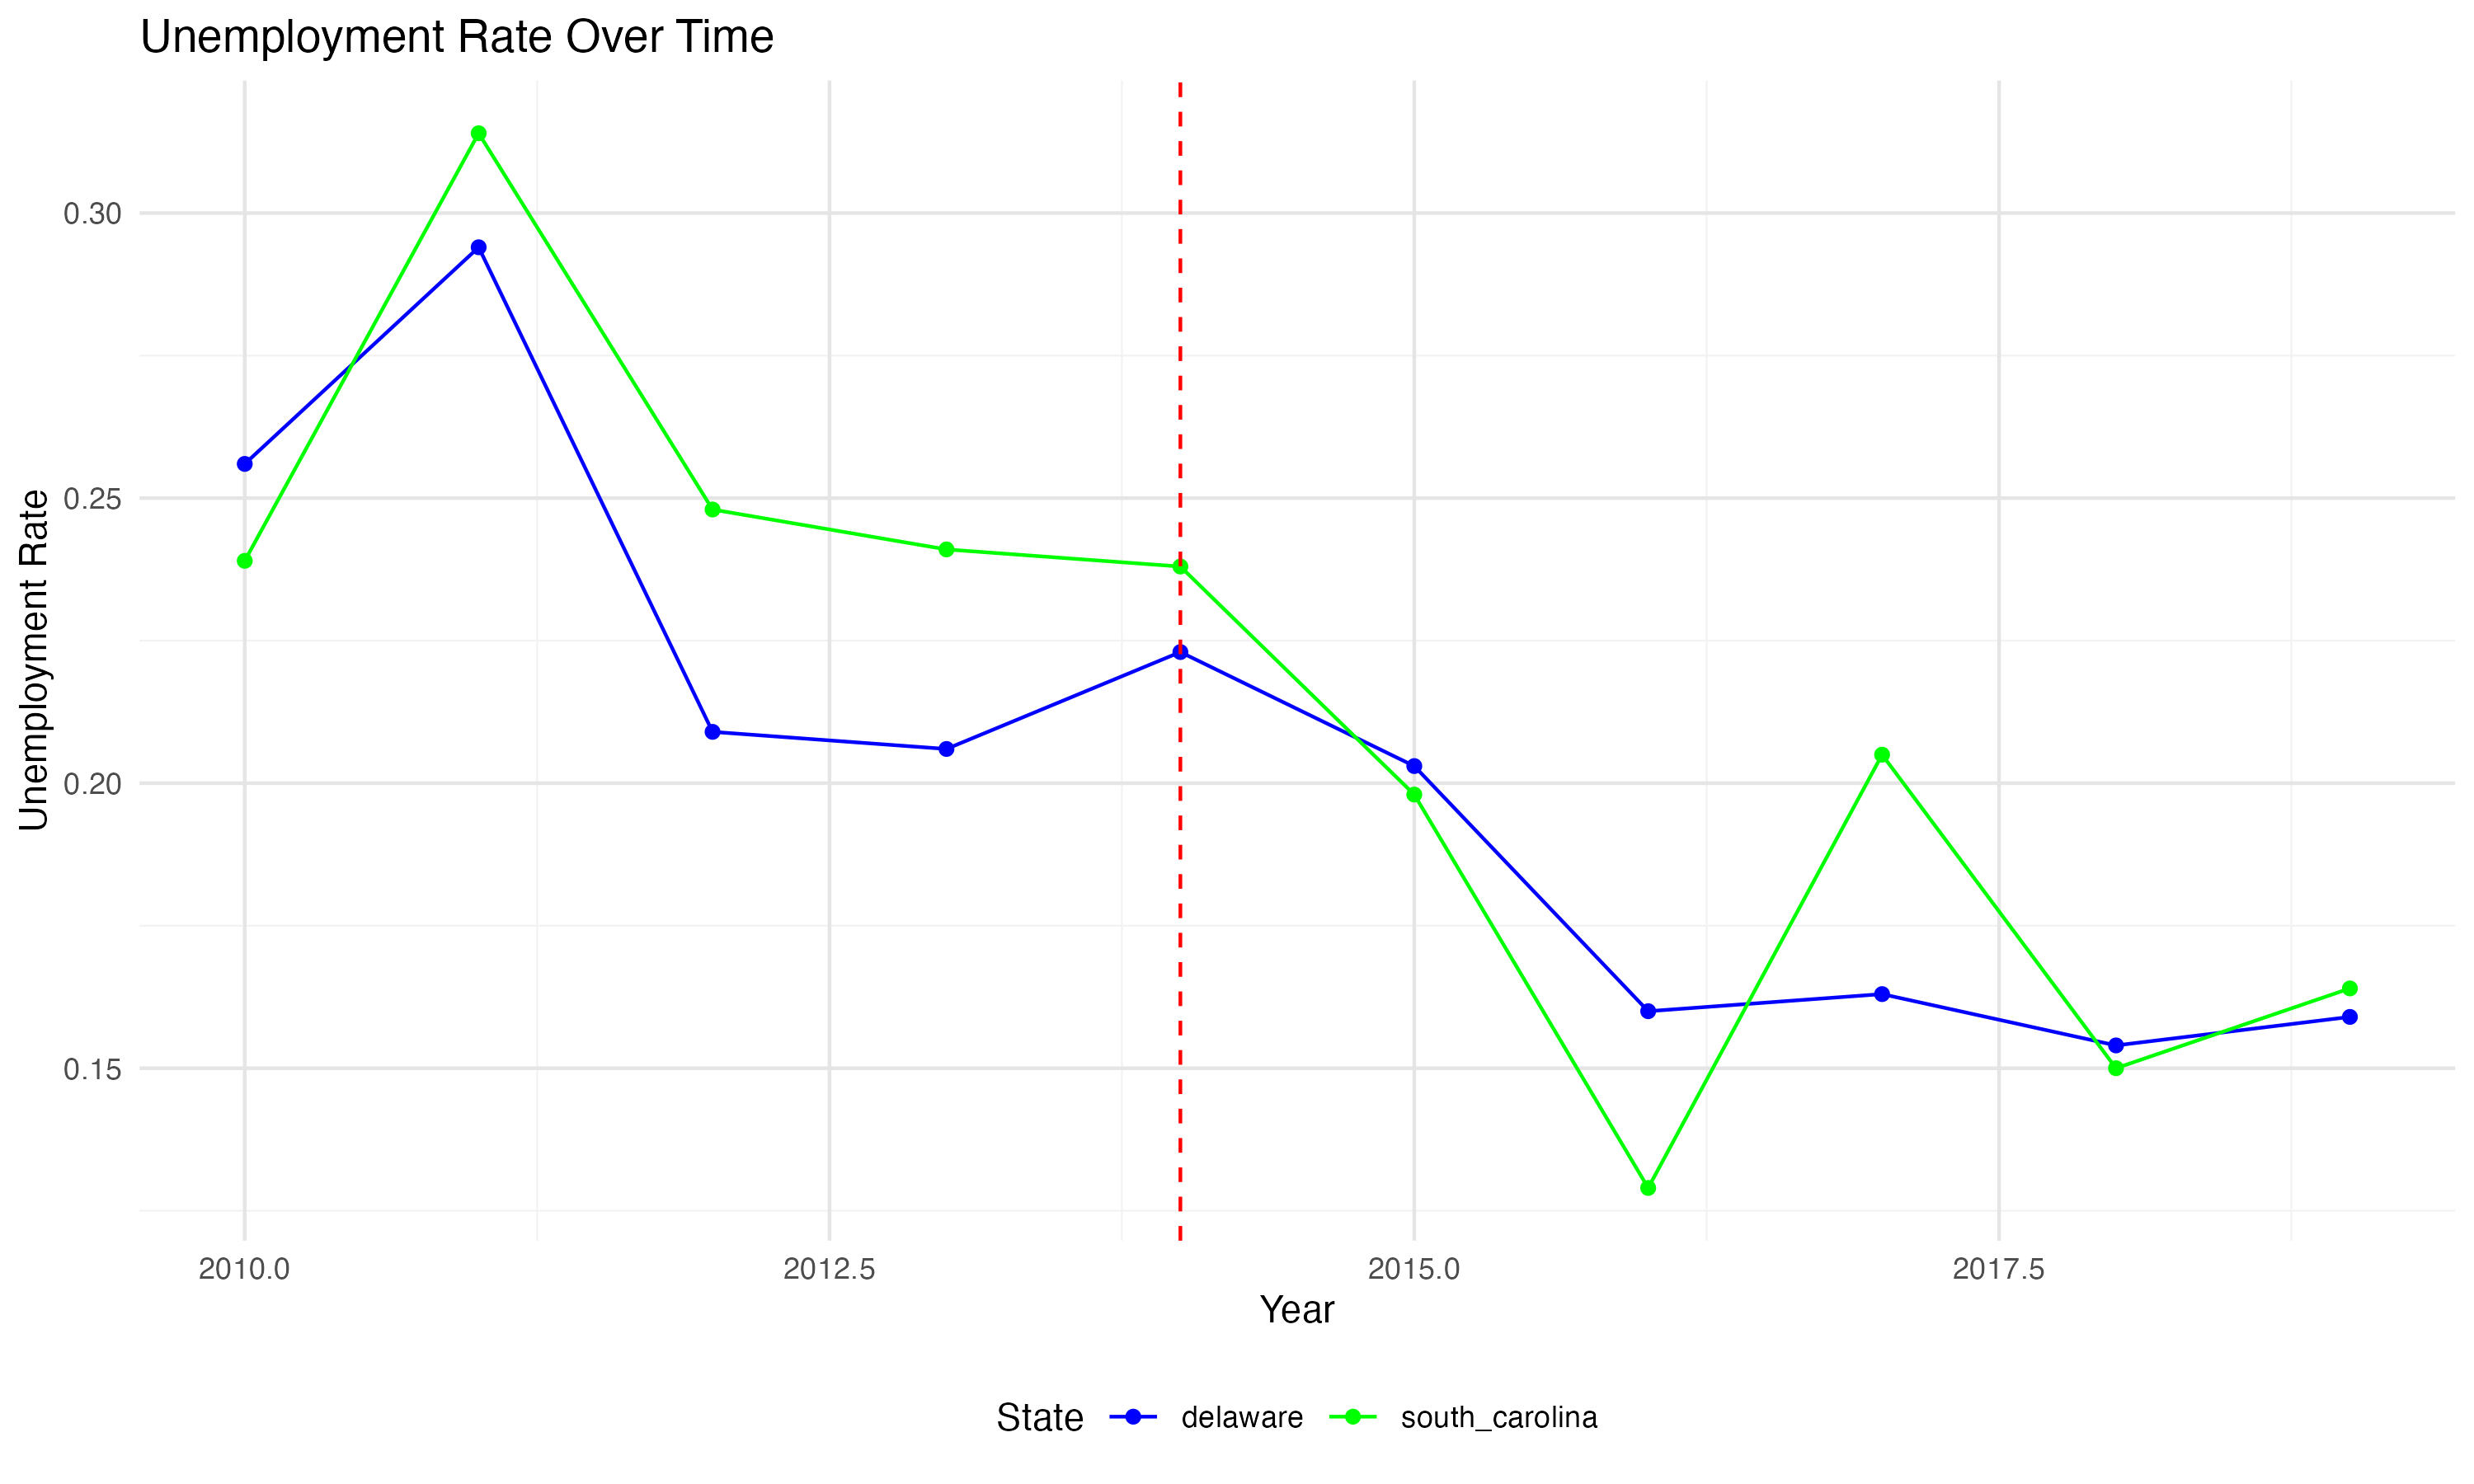 Unemployment Rate Over Time
Unemployment Rate
0.30
0.25
0.20
0.15
2010.0 2012.5 2015.0 2017.5
Year
State delaware south_carolina